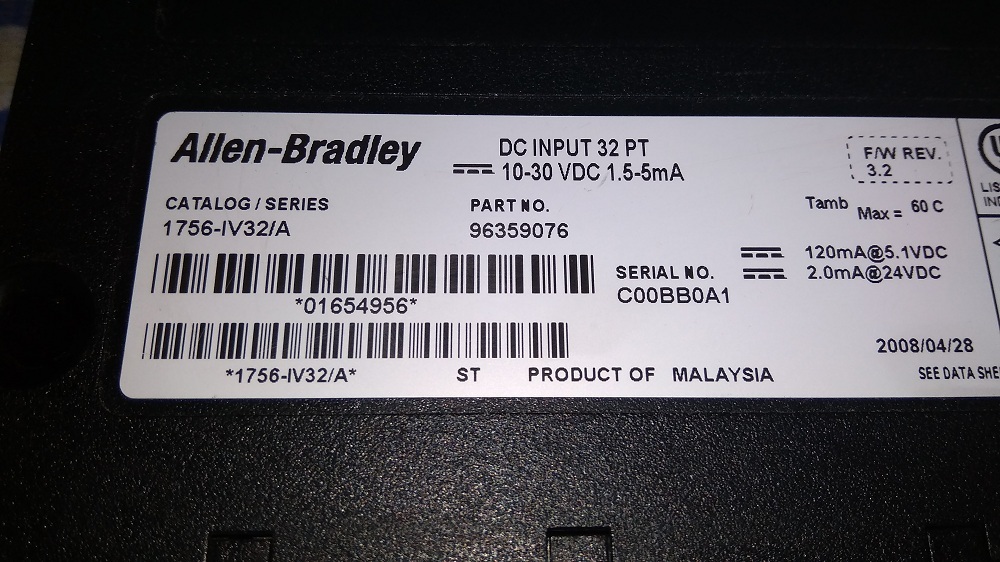 Allen-Bradley
DC INPUT 32 PT
10-30 VDC 1.5-5mA
F/W REV.
3.2
CATALOG / SERIES
1756-IV32/A
PART NO.
96359076
Tamb Max = 60 C
120mA@5.1VDC
2.0mA@24VDC
SERIAL NO.
C00BB0A1
*01654956*
*1756-IV32/A*
ST
PRODUCT OF MALAYSIA
2008/04/28
SEE DATA